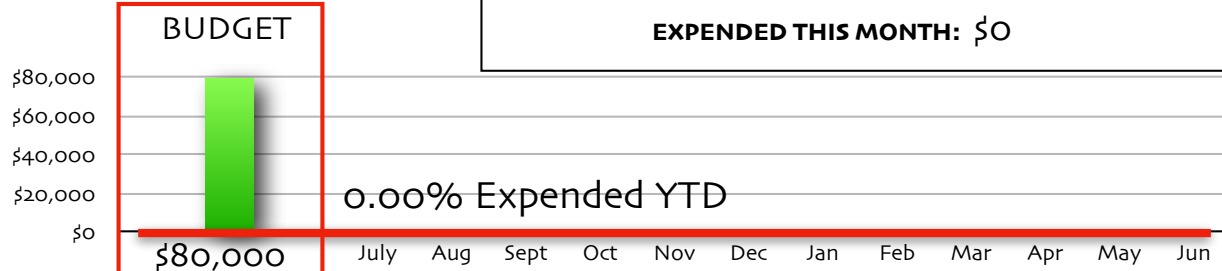 BUDGET
EXPENDED THIS MONTH: $0
$80,000
$60,000
$40,000
$20,000
0.00% Expended YTD
$0
$80,000
July Aug Sept Oct Nov Dec Jan Feb Mar Apr May Jun